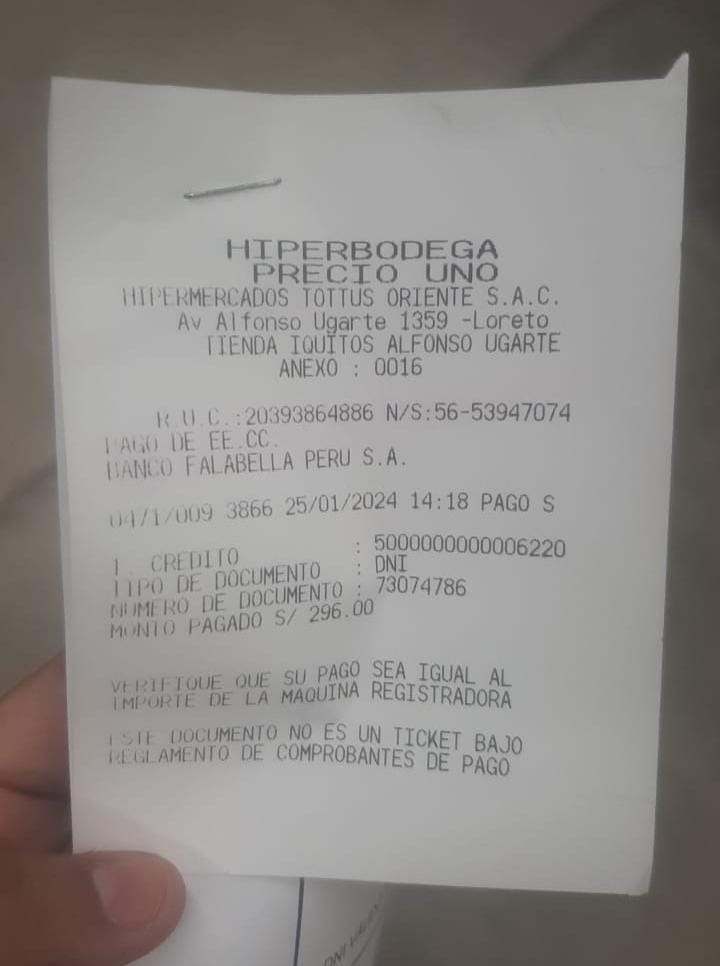 HIPERBODEGA
PRECIO UNO
HIPERMERCADOS TOTTUS ORIENTE S.A.C.
Av Alfonso Ugarte 1359 -Loreto
TIENDA IQUITOS ALFONSO UGARTE
ANEXO : 0016
R.U.C.:20393864886 N/S:56-53947074
PAGO DE EE.CC.
BANCO FALABELLA PERU S.A.
04/1/009 3866 25/01/2024 14:18 PAGO S
T. CREDITO : 5000000000006220
TIPO DE DOCUMENTO : DNI
NUMERO DE DOCUMENTO : 73074786
MONTO PAGADO S/ 296.00
VERIFIQUE QUE SU PAGO SEA IGUAL AL
IMPORTE DE LA MAQUINA REGISTRADORA
ESTE DOCUMENTO NO ES UN TICKET BAJO
REGLAMENTO DE COMPROBANTES DE PAGO